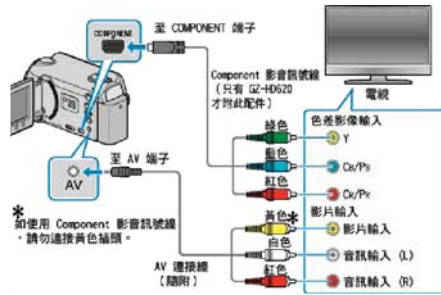 至 COMPONENT 端子
COMPONENT
Component 影音訊號線
（只有 GZ-HD620
才附此配件）
電視
色差影像輸入
綠色
Y
藍色
CB/PB
紅色
CR/PR
至 AV 端子
AV
*
如使用 Component 影音訊號線
，請勿連接黃色插頭。
影片輸入
黃色*
影片輸入
白色
音訊輸入 (L)
紅色
音訊輸入 (R)
AV 連接線
（隨附）